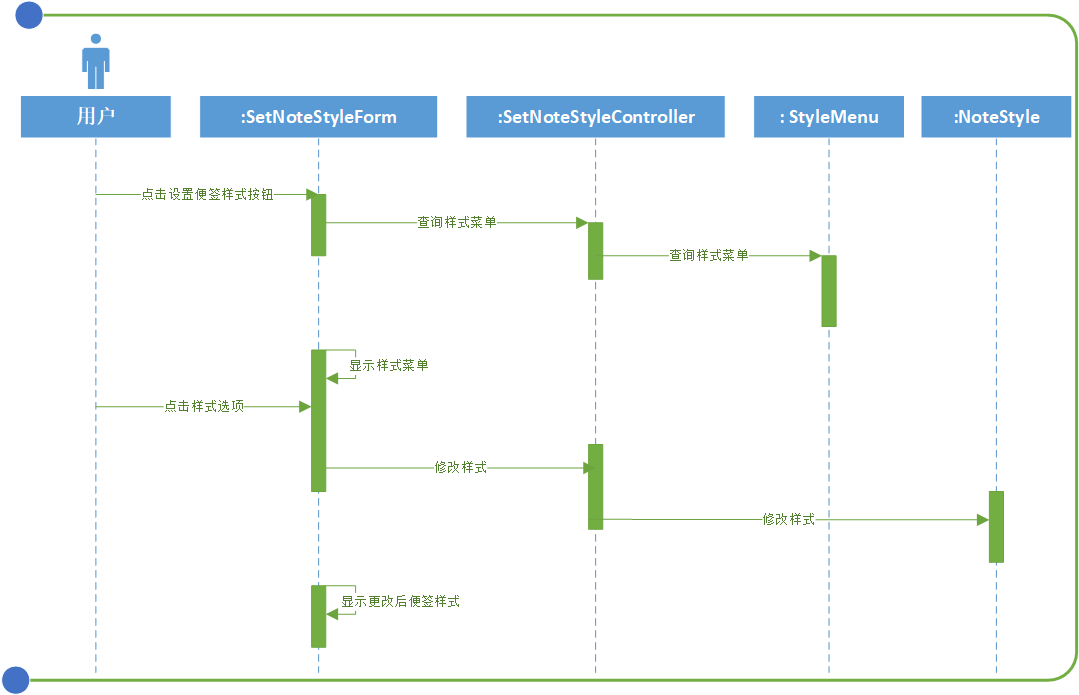 用户
:SetNoteStyleForm
:SetNoteStyleController
: StyleMenu
:NoteStyle
点击设置便签样式按钮
查询样式菜单
查询样式菜单
显示样式菜单
点击样式选项
修改样式
修改样式
显示更改后便签样式